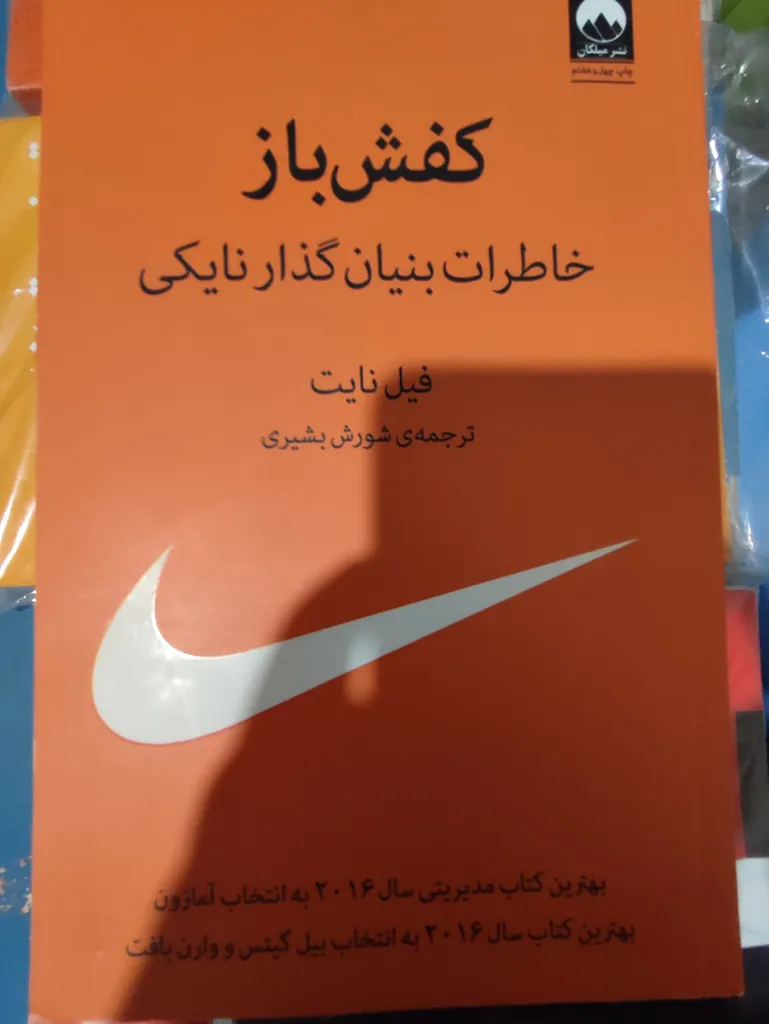 نشر میلکان
چاپ چهل‌وهفتم
کفش‌باز
خاطرات بنیان‌گذار نایکی
فیل نایت
ترجمه‌ی شورش بشیری
بهترین کتاب مدیریتی سال ۲۰۱۶ به انتخاب آمازون
بهترین کتاب سال ۲۰۱۶ به انتخاب بیل گیتس و وارن بافت